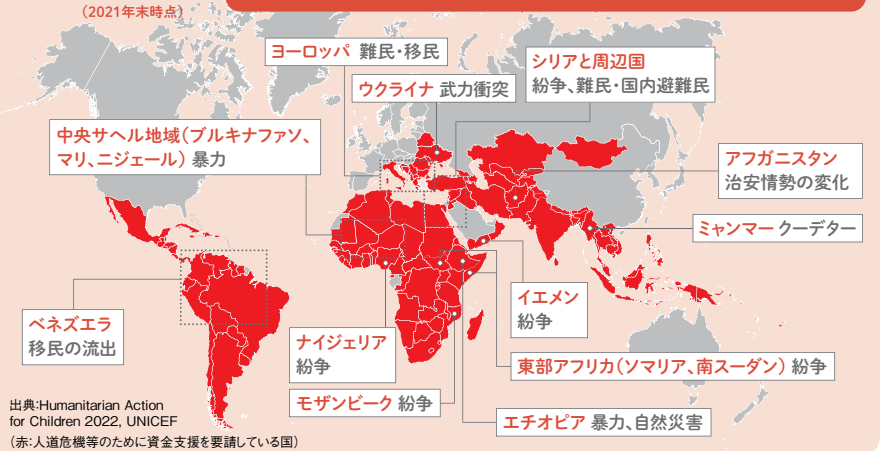 （2021年末時点）
ヨーロッパ 難民・移民
ウクライナ 武力衝突
シリアと周辺国
紛争、難民・国内避難民
中央サヘル地域（ブルキナファソ、
マリ、ニジェール） 暴力
アフガニスタン
治安情勢の変化
ミャンマー クーデター
イエメン
紛争
ベネズエラ
移民の流出
ナイジェリア
紛争
東部アフリカ（ソマリア、南スーダン） 紛争
モザンビーク 紛争
エチオピア 暴力、自然災害
出典：Humanitarian Action
for Children 2022, UNICEF
（赤：人道危機等のために資金支援を要請している国）